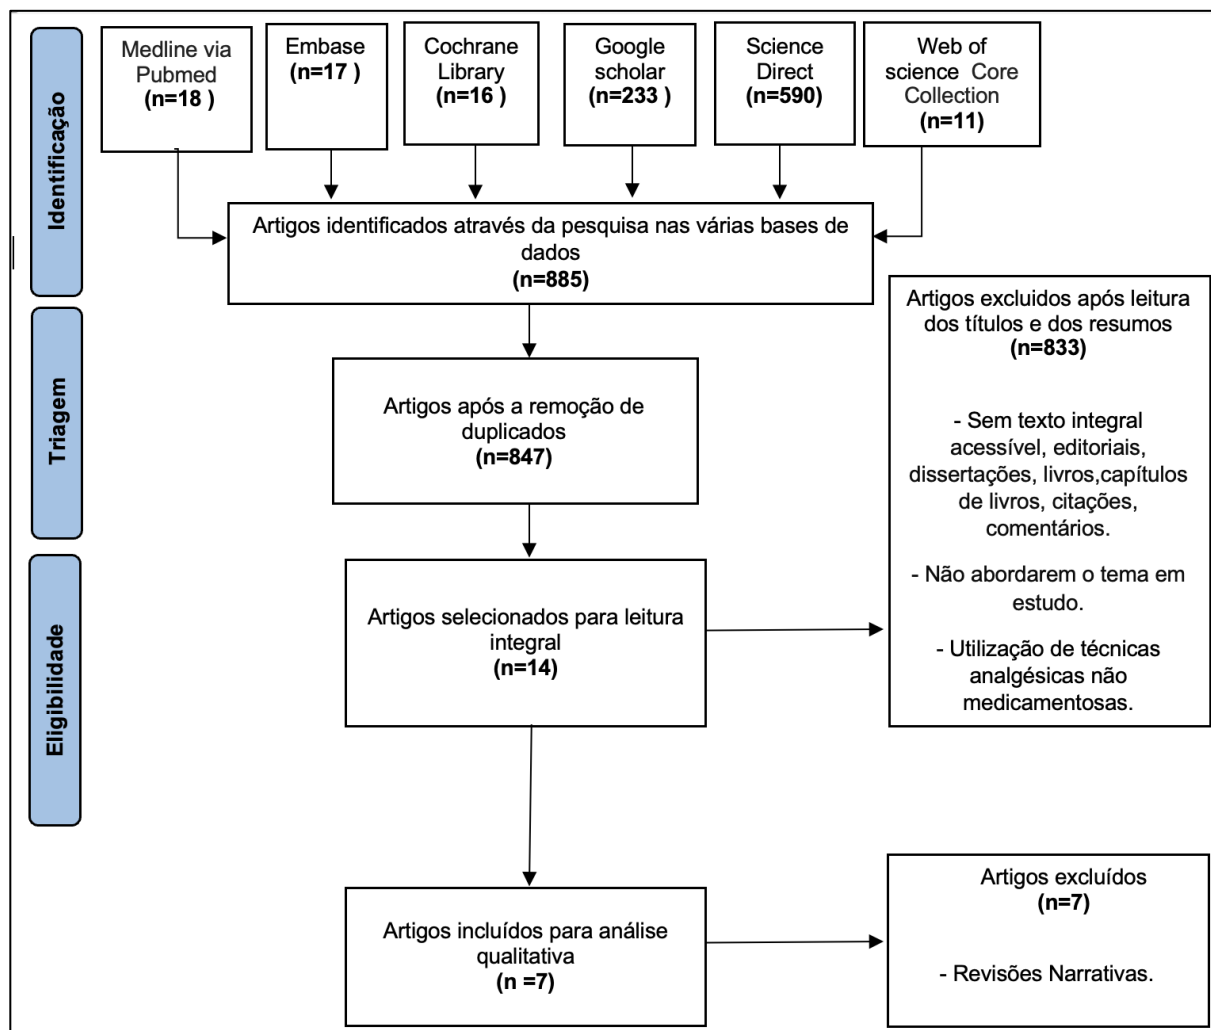 Identificação
Medline via
Pubmed
(n=18 )
Embase
(n=17 )
Cochrane
Library
(n=16 )
Google
scholar
(n=233 )
Science
Direct
(n=590)
Web of
science Core
Collection
(n=11)
Artigos identificados através da pesquisa nas várias bases de
dados
(n=885)
Triagem
Artigos após a remoção de
duplicados
(n=847)
Artigos excluidos após leitura
dos títulos e dos resumos
(n=833)
- Sem texto integral
acessível, editoriais,
dissertações, livros,capítulos
de livros, citações,
comentários.
- Não abordarem o tema em
estudo.
- Utilização de técnicas
analgésicas não
medicamentosas.
Eligibilidade
Artigos selecionados para leitura
integral
(n=14)
Artigos incluídos para análise
qualitativa
(n =7)
Artigos excluídos
(n=7)
- Revisões Narrativas.